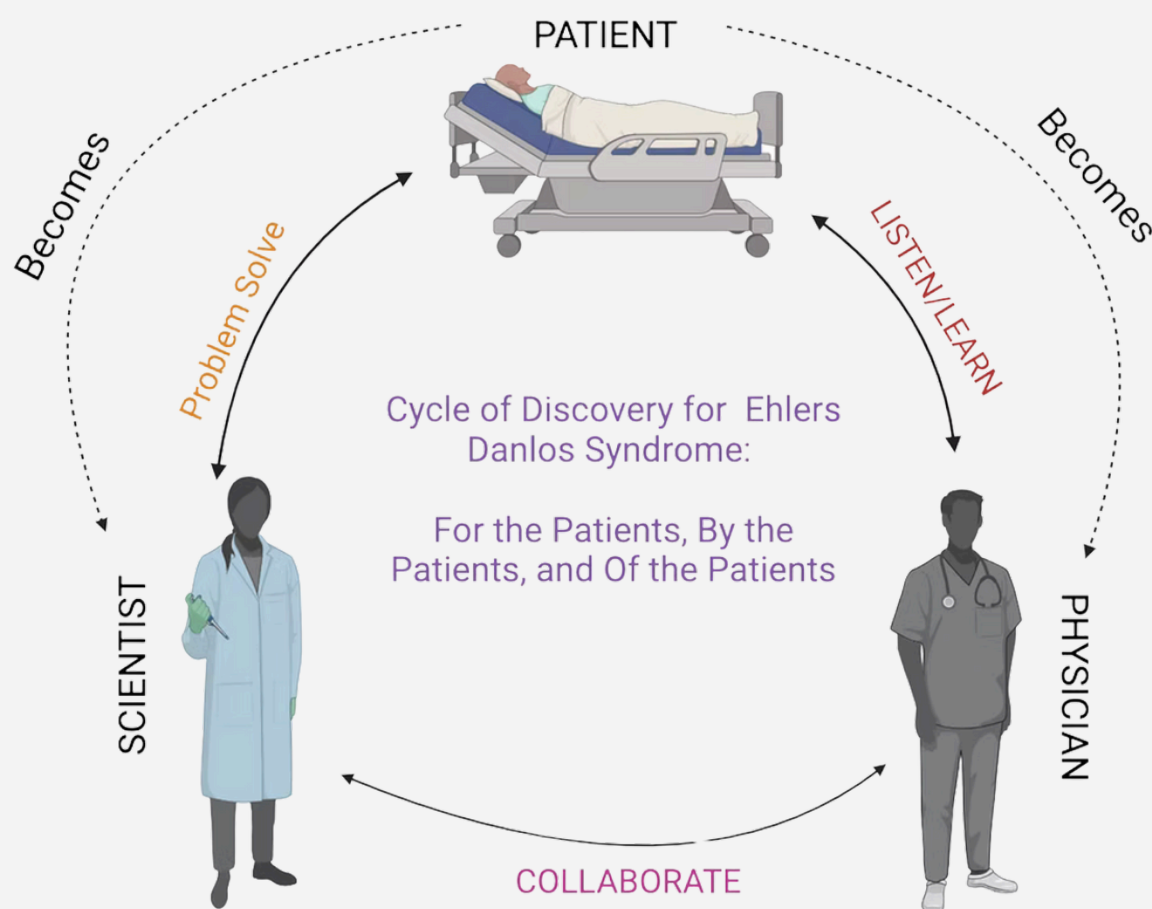 PATIENT
Becomes
Becomes
Problem Solve
LISTEN/LEARN
Cycle of Discovery for  Ehlers
Danlos Syndrome:
For the Patients, By the
Patients, and Of the Patients
SCIENTIST
PHYSICIAN
COLLABORATE